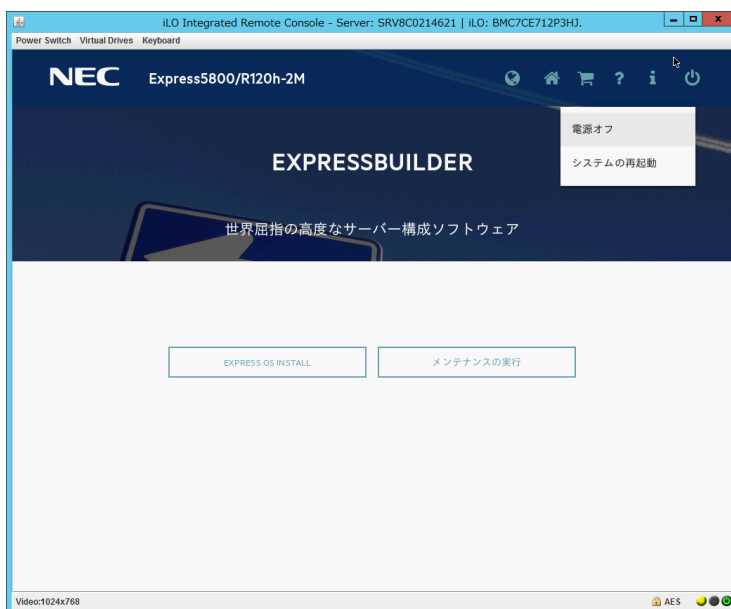 iLO Integrated Remote Console - Server: SRV8C0214621 | iLO: BMC7CE712P3HJ.
Power Switch Virtual Drives Keyboard
NEC Express5800/R120h-2M
電源オフ
システムの再起動
EXPRESSBUILDER
世界屈指の高度なサーバー構成ソフトウェア
EXPRESS OS INSTALL メンテナンスの実行
Video:1024x768 AES